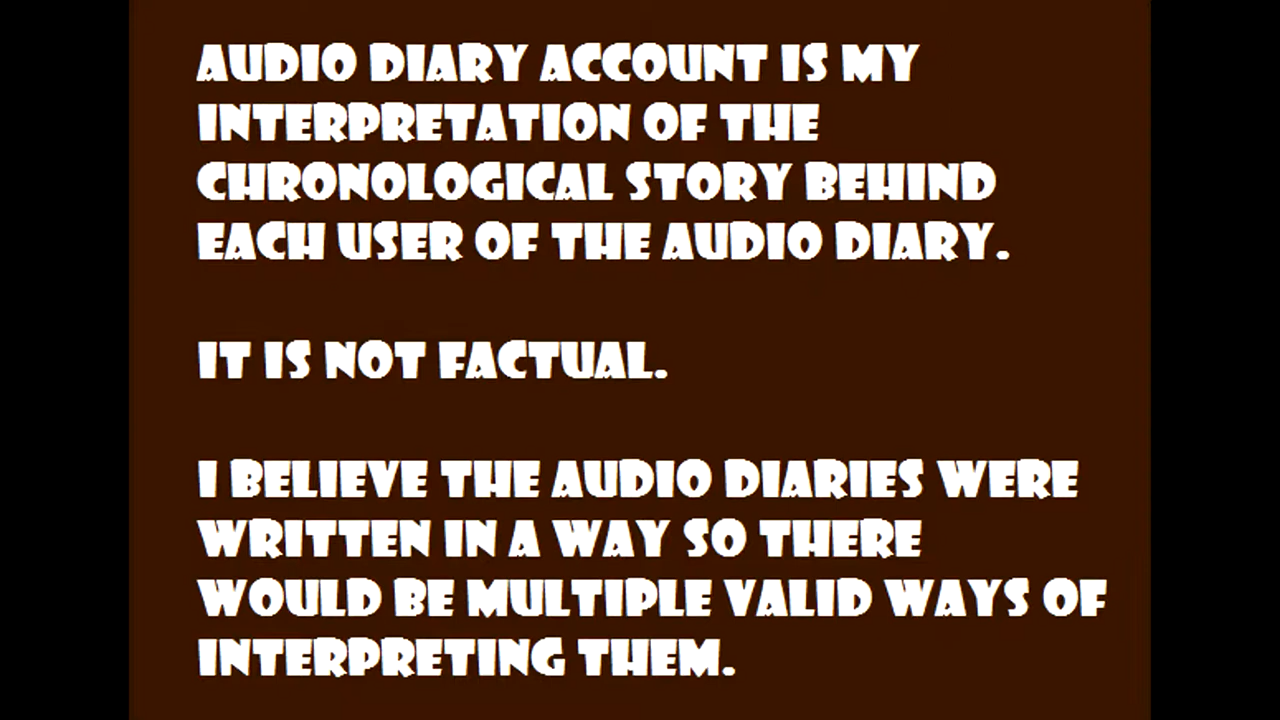 AUDIO DIARY ACCOUNT IS MY
INTERPRETATION OF THE
CHRONOLOGICAL STORY BEHIND
EACH USER OF THE AUDIO DIARY.
IT IS NOT FACTUAL.
I BELIEVE THE AUDIO DIARIES WERE
WRITTEN IN A WAY SO THERE
WOULD BE MULTIPLE VALID WAYS OF
INTERPRETING THEM.